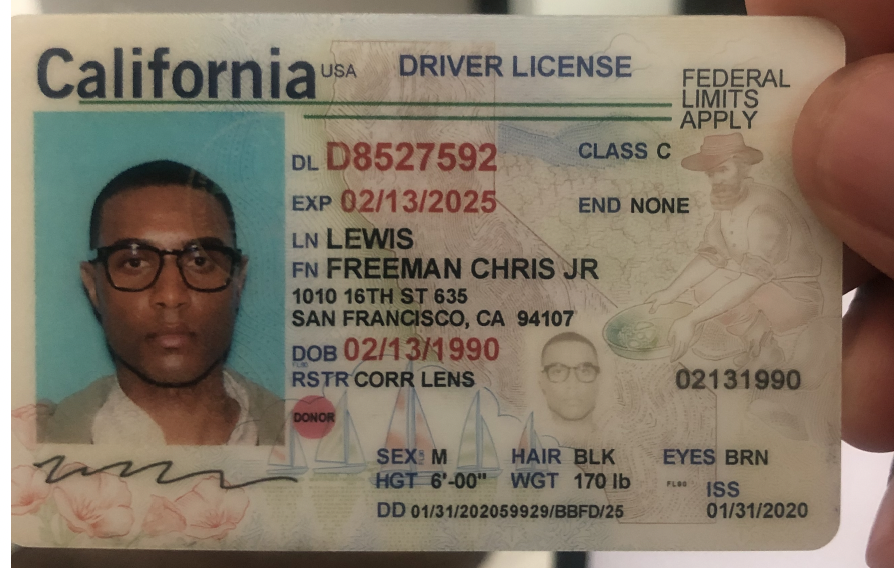 California USA DRIVER LICENSE
FEDERAL
LIMITS
APPLY
DL D8527592
CLASS C
EXP 02/13/2025
END NONE
LN LEWIS
FN FREEMAN CHRIS JR
1010 16TH ST 635
SAN FRANCISCO, CA 94107
DOB 02/13/1990
RSTR CORR LENS
02131990
DONOR
SEX M HAIR BLK EYES BRN
HGT 6'-00" WGT 170 lb
ISS
DD 01/31/202059929/BBFD/25
01/31/2020